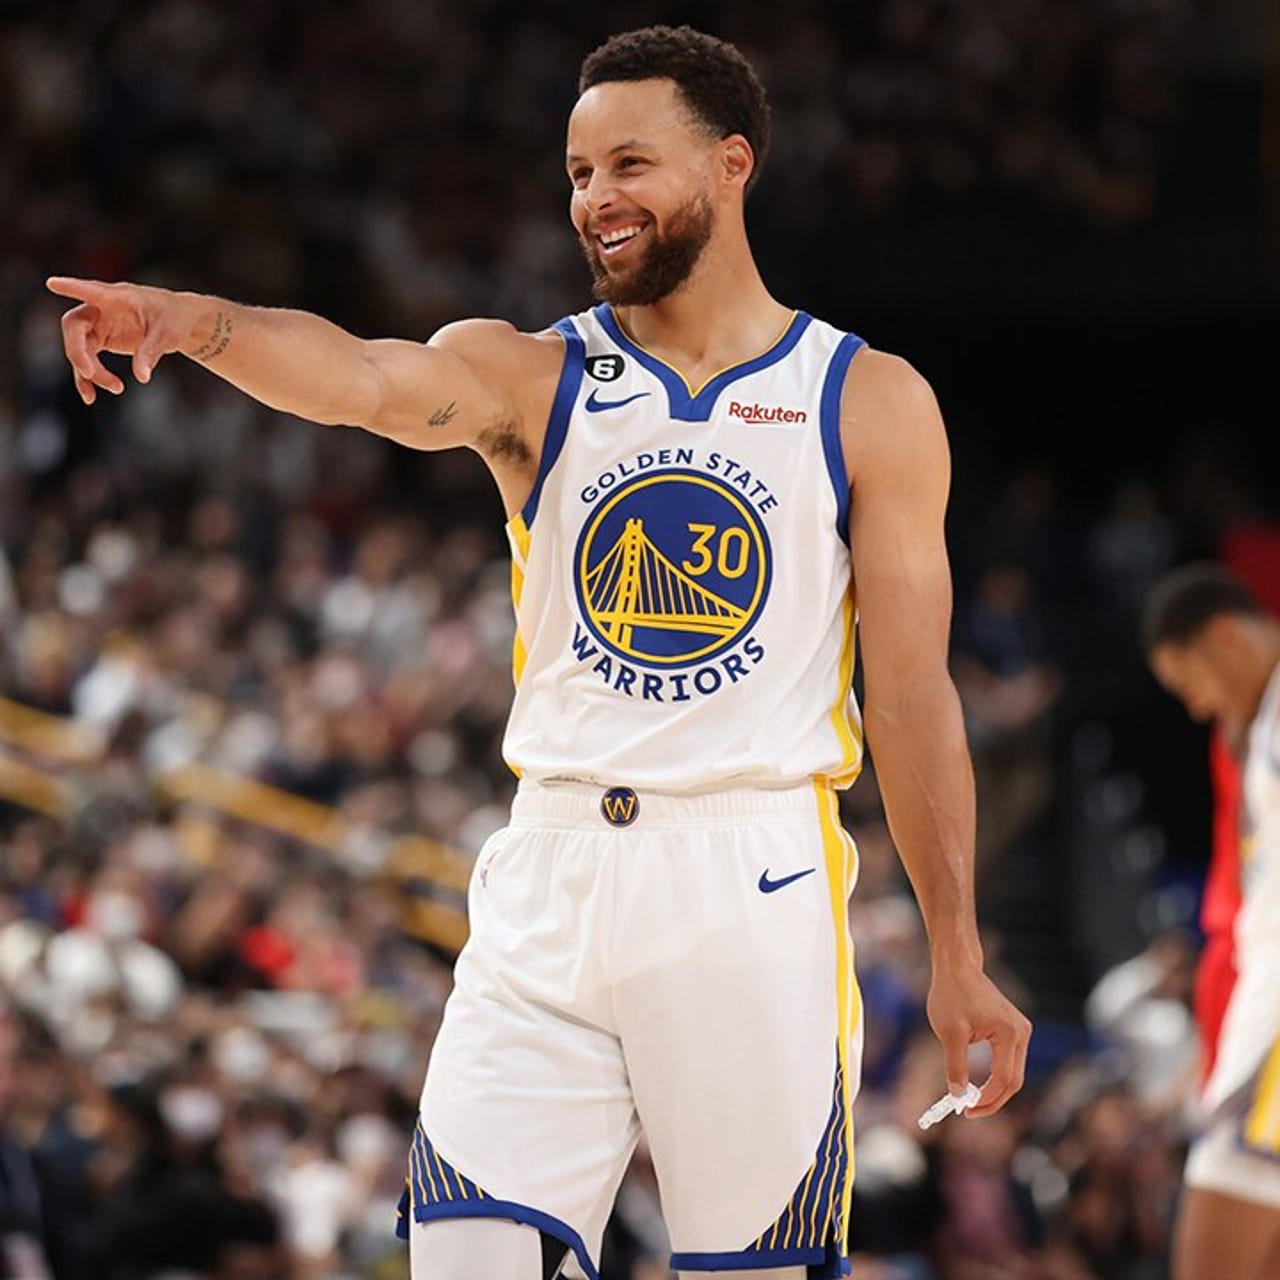 6
Rakuten
GOLDEN STATE
30
WARRIORS
W